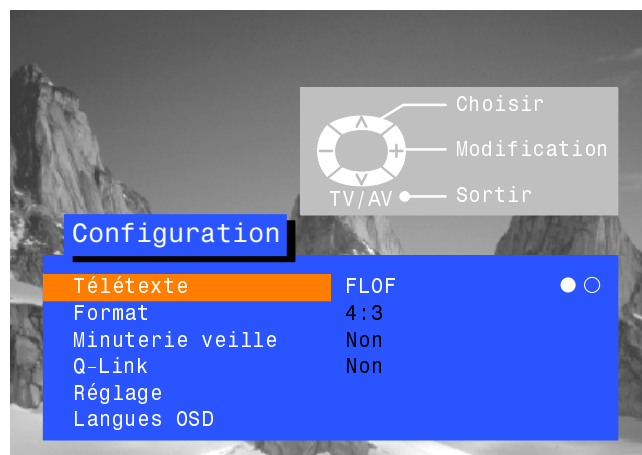 Choisir
Modification
TV/AV Sortir
Configuration
Télétexte FLOF
Format 4:3
Minuterie veille Non
Q-Link Non
Réglage
Langues OSD